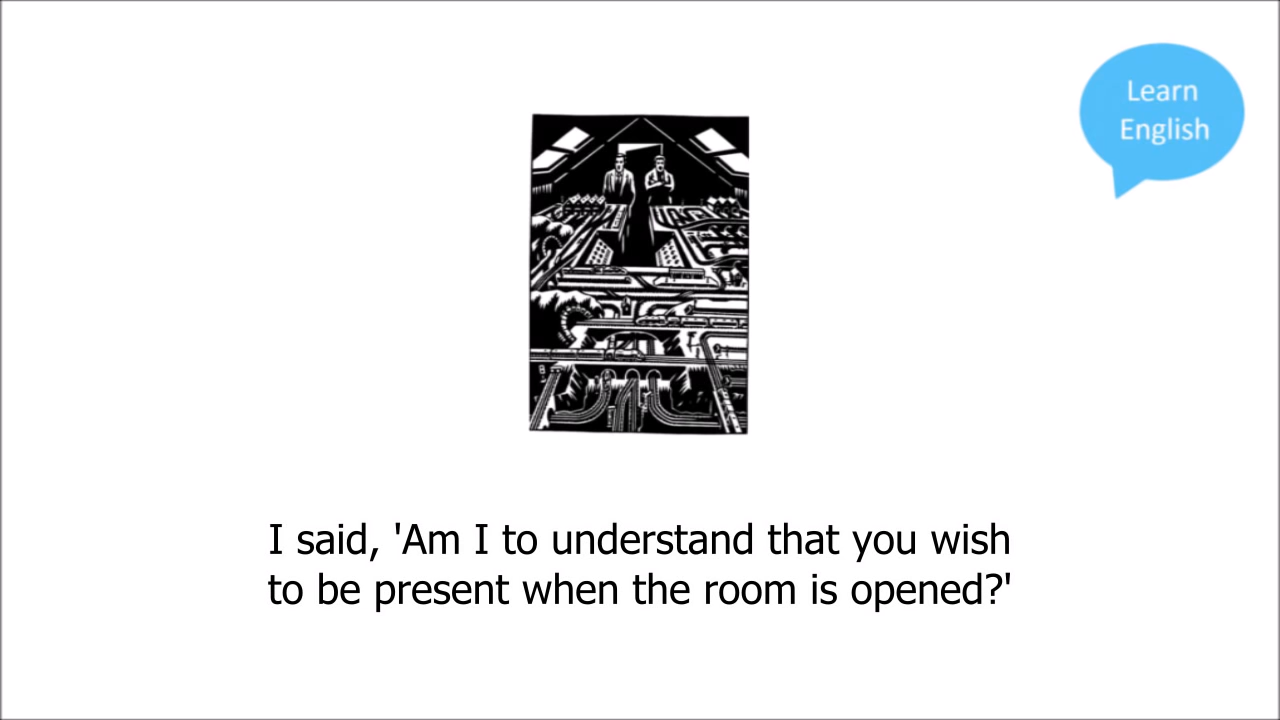 Learn
English
I said, 'Am I to understand that you wish
to be present when the room is opened?'